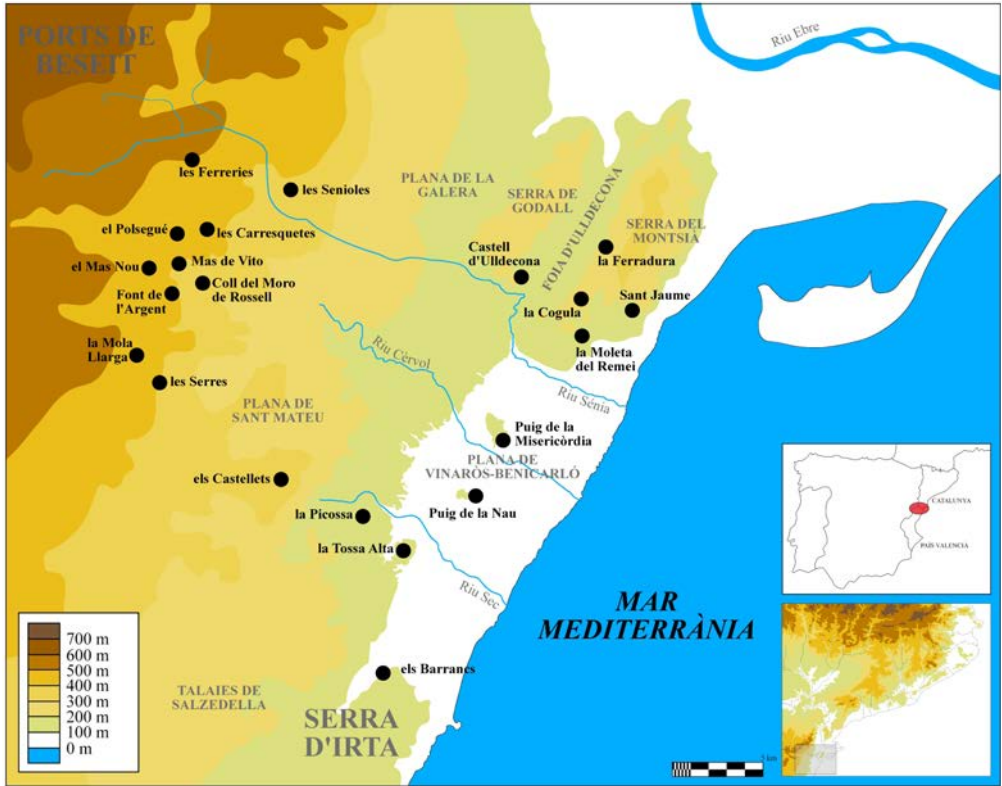 PORTS DE
BESEIT
Riu Ebre
les Ferreries
les Senioles
PLANA DE LA
GALERA
SERRA DE
GODALL
FOIA D'ULLDECONA
SERRA DEL
MONTSIÀ
el Polsegué
les Carresquetes
Castell
d'Ulldecona
la Ferradura
el Mas Nou
Mas de Vito
Coll del Moro
de Rossell
Font de
l'Argent
la Cogula
Sant Jaume
la Mola
Llarga
Riu Cérvol
la Moleta
del Remei
les Serres
Riu Sénia
PLANA DE
SANT MATEU
Puig de la
Misericòrdia
PLANA DE
VINARÒS-BENICARLÓ
els Castellets
Puig de la Nau
la Picossa
la Tossa Alta
Riu Sec
MAR
MEDITERRÀNIA
CATALUNYA
PAÍS VALENCIA
els Barrancs
TALAIES DE
SALZEDELLA
SERRA
D'IRTA
700 m
600 m
500 m
400 m
300 m
200 m
100 m
0 m
5 km